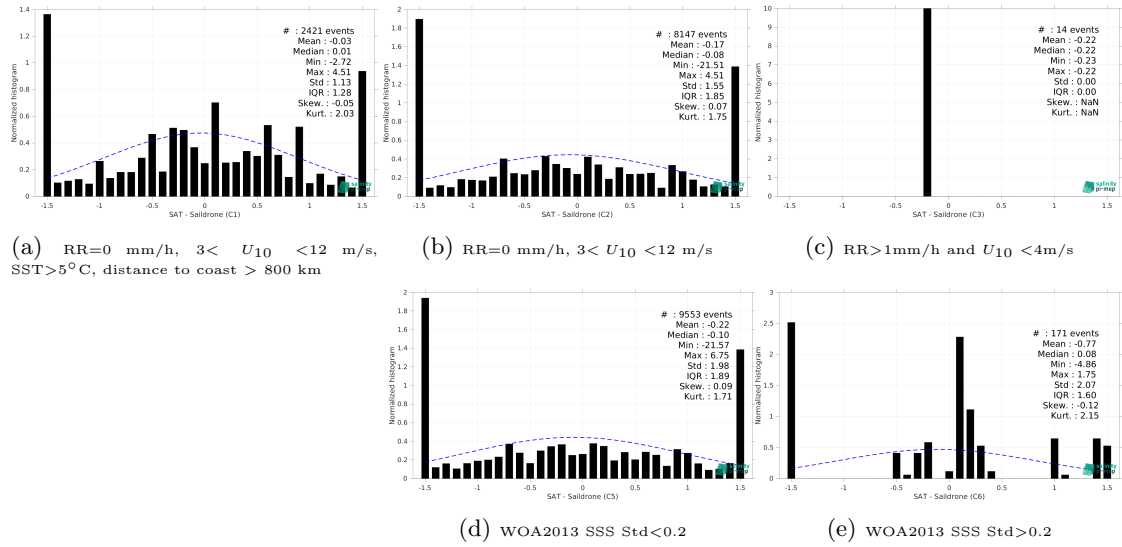 1.4
1.2
1
0.8
0.6
0.4
0.2
0
Normalized histogram
-1.5 -1 -0.5 0 0.5 1 1.5
SAT - Saildrone (C1)
# : 2421 events
Mean : -0.03
Median : 0.01
Min : -2.72
Max : 4.51
Std : 1.13
IQR : 1.28
Skew. : -0.05
Kurt. : 2.03
salinity
pi-mep
(a) RR=0 mm/h, 3< U10 <12 m/s,
SST>5°C, distance to coast > 800 km
2
1.8
1.6
1.4
1.2
1
0.8
0.6
0.4
0.2
0
Normalized histogram
-1.5 -1 -0.5 0 0.5 1 1.5
SAT - Saildrone (C2)
# : 8147 events
Mean : -0.17
Median : -0.08
Min : -21.51
Max : 4.51
Std : 1.55
IQR : 1.85
Skew. : 0.07
Kurt. : 1.75
salinity
pi-mep
(b) RR=0 mm/h, 3< U10 <12 m/s
10
9
8
7
6
5
4
3
2
1
0
Normalized histogram
-1.5 -1 -0.5 0 0.5 1 1.5
SAT - Saildrone (C3)
# : 14 events
Mean : -0.22
Median : -0.22
Min : -0.23
Max : -0.22
Std : 0.00
IQR : 0.00
Skew. : NaN
Kurt. : NaN
salinity
pi-mep
(c) RR>1mm/h and U10 <4m/s
2
1.8
1.6
1.4
1.2
1
0.8
0.6
0.4
0.2
0
Normalized histogram
-1.5 -1 -0.5 0 0.5 1 1.5
SAT - Saildrone (C5)
# : 9553 events
Mean : -0.22
Median : -0.10
Min : -21.57
Max : 6.75
Std : 1.98
IQR : 1.89
Skew. : 0.09
Kurt. : 1.71
salinity
pi-mep
(d) WOA2013 SSS Std<0.2
3
2.5
2
1.5
1
0.5
0
Normalized histogram
-1.5 -1 -0.5 0 0.5 1 1.5
SAT - Saildrone (C6)
# : 171 events
Mean : -0.77
Median : 0.08
Min : -4.86
Max : 1.75
Std : 2.07
IQR : 1.60
Skew. : -0.12
Kurt. : 2.15
salinity
pi-mep
(e) WOA2013 SSS Std>0.2